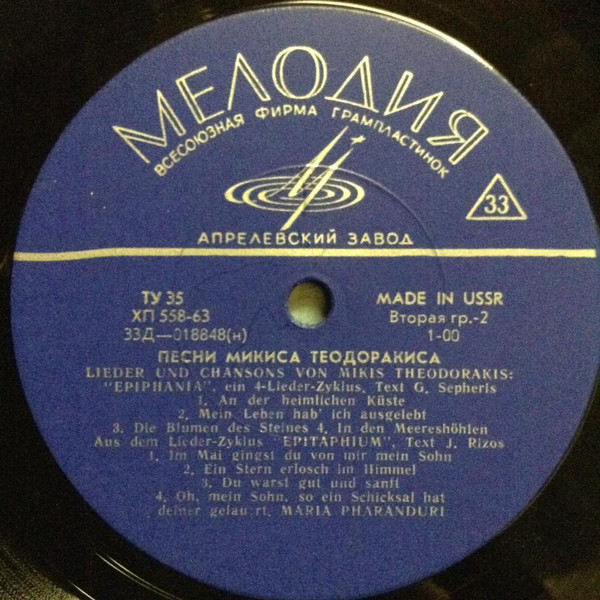 МЕЛОДИЯ
ВСЕСОЮЗНАЯ ФИРМА ГРАМПЛАСТИНОК
33
АПРЕЛЕВСКИЙ ЗАВОД
ТУ 35
ХП 558-63
33Д—018848(н)
MADE IN USSR
Вторая гр.-2
1-00
ПЕСНИ МИКИСА ТЕОДОРАКИСА
LIEDER UND CHANSONS VON MIKIS THEODORAKIS:
"EPIPHANIA", ein 4-Lieder-Zyklus, Text G. Sepheris
1. An der heimlichen Küste
2. Mein Leben hab' ich ausgelebt
3. Die Blumen des Steines 4. In den Meereshöhlen
Aus dem Lieder-Zyklus "EPITAPHIUM", Text J. Rizos
1. Im Mai gingst du von mir mein Sohn
2. Ein Stern erlosch im Himmel
3. Du warst gut und sanft
4. Oh, mein Sohn, so ein Schicksal hat
deiner MARIA PHARANDURI